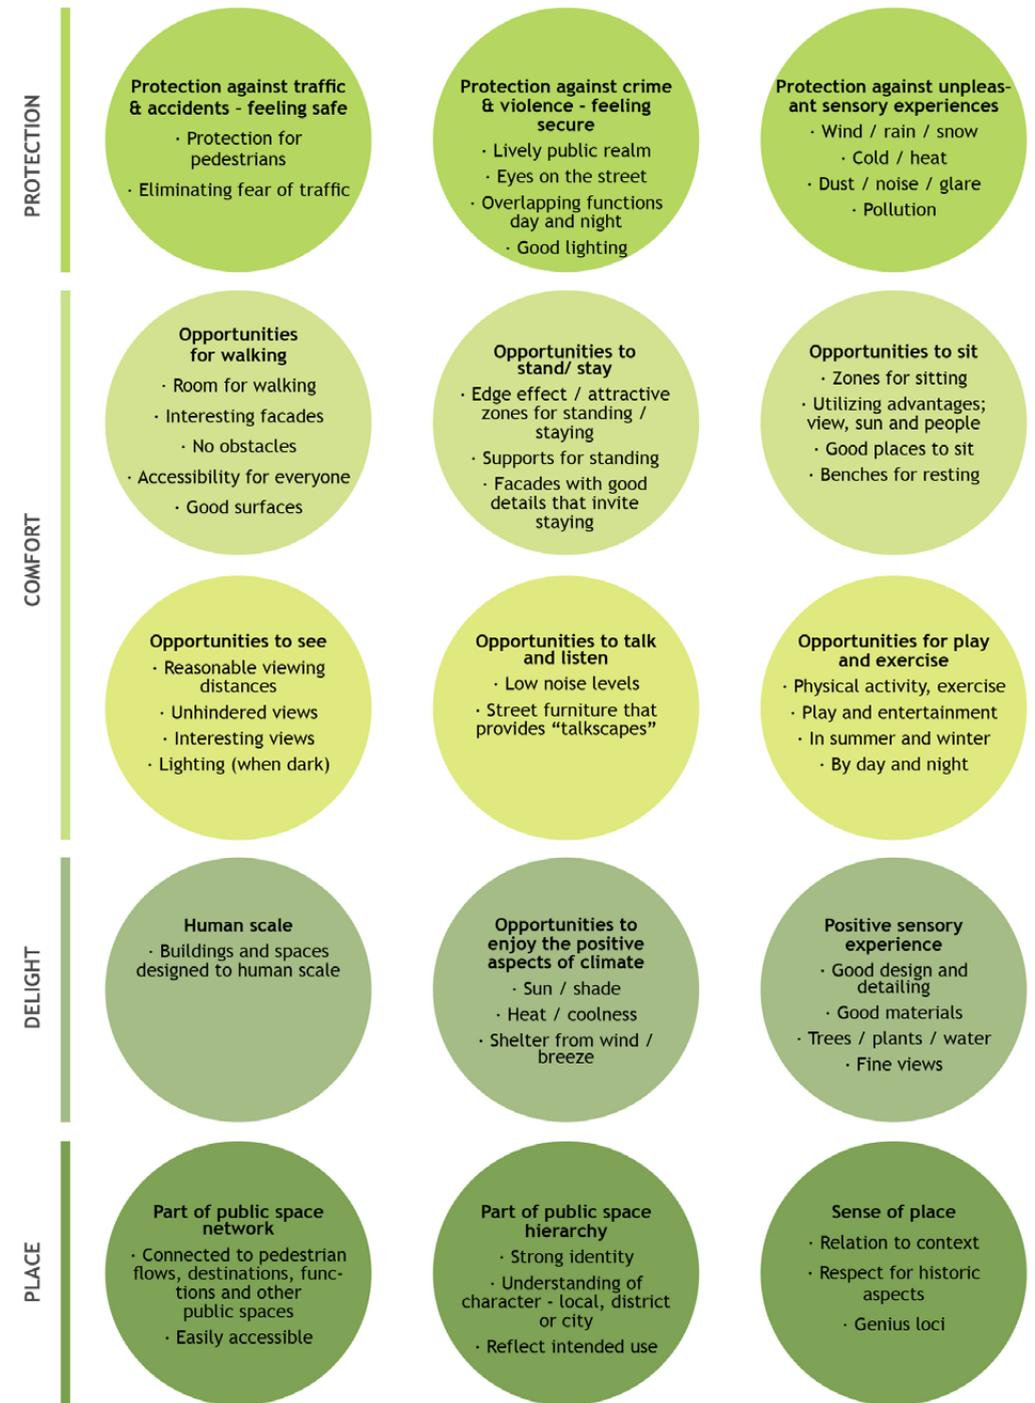 PROTECTION
Protection against traffic
& accidents - feeling safe
· Protection for
pedestrians
· Eliminating fear of traffic
Protection against crime
& violence - feeling
secure
· Lively public realm
· Eyes on the street
· Overlapping functions
day and night
· Good lighting
Protection against unpleas-
ant sensory experiences
· Wind / rain / snow
· Cold / heat
· Dust / noise / glare
· Pollution
COMFORT
Opportunities
for walking
· Room for walking
· Interesting facades
· No obstacles
· Accessibility for everyone
· Good surfaces
Opportunities to
stand/ stay
· Edge effect / attractive
zones for standing /
staying
· Supports for standing
· Facades with good
details that invite
staying
Opportunities to sit
· Zones for sitting
· Utilizing advantages;
view, sun and people
· Good places to sit
· Benches for resting
Opportunities to see
· Reasonable viewing
distances
· Unhindered views
· Interesting views
· Lighting (when dark)
Opportunities to talk
and listen
· Low noise levels
· Street furniture that
provides “talkscapes”
Opportunities for play
and exercise
· Physical activity, exercise
· Play and entertainment
· In summer and winter
· By day and night
DELIGHT
Human scale
· Buildings and spaces
designed to human scale
Opportunities to
enjoy the positive
aspects of climate
· Sun / shade
· Heat / coolness
· Shelter from wind /
breeze
Positive sensory
experience
· Good design and
detailing
· Good materials
· Trees / plants / water
· Fine views
PLACE
Part of public space
network
· Connected to pedestrian
flows, destinations, func-
tions and other
public spaces
· Easily accessible
Part of public space
hierarchy
· Strong identity
· Understanding of
character - local, district
or city
· Reflect intended use
Sense of place
· Relation to context
· Respect for historic
aspects
· Genius loci